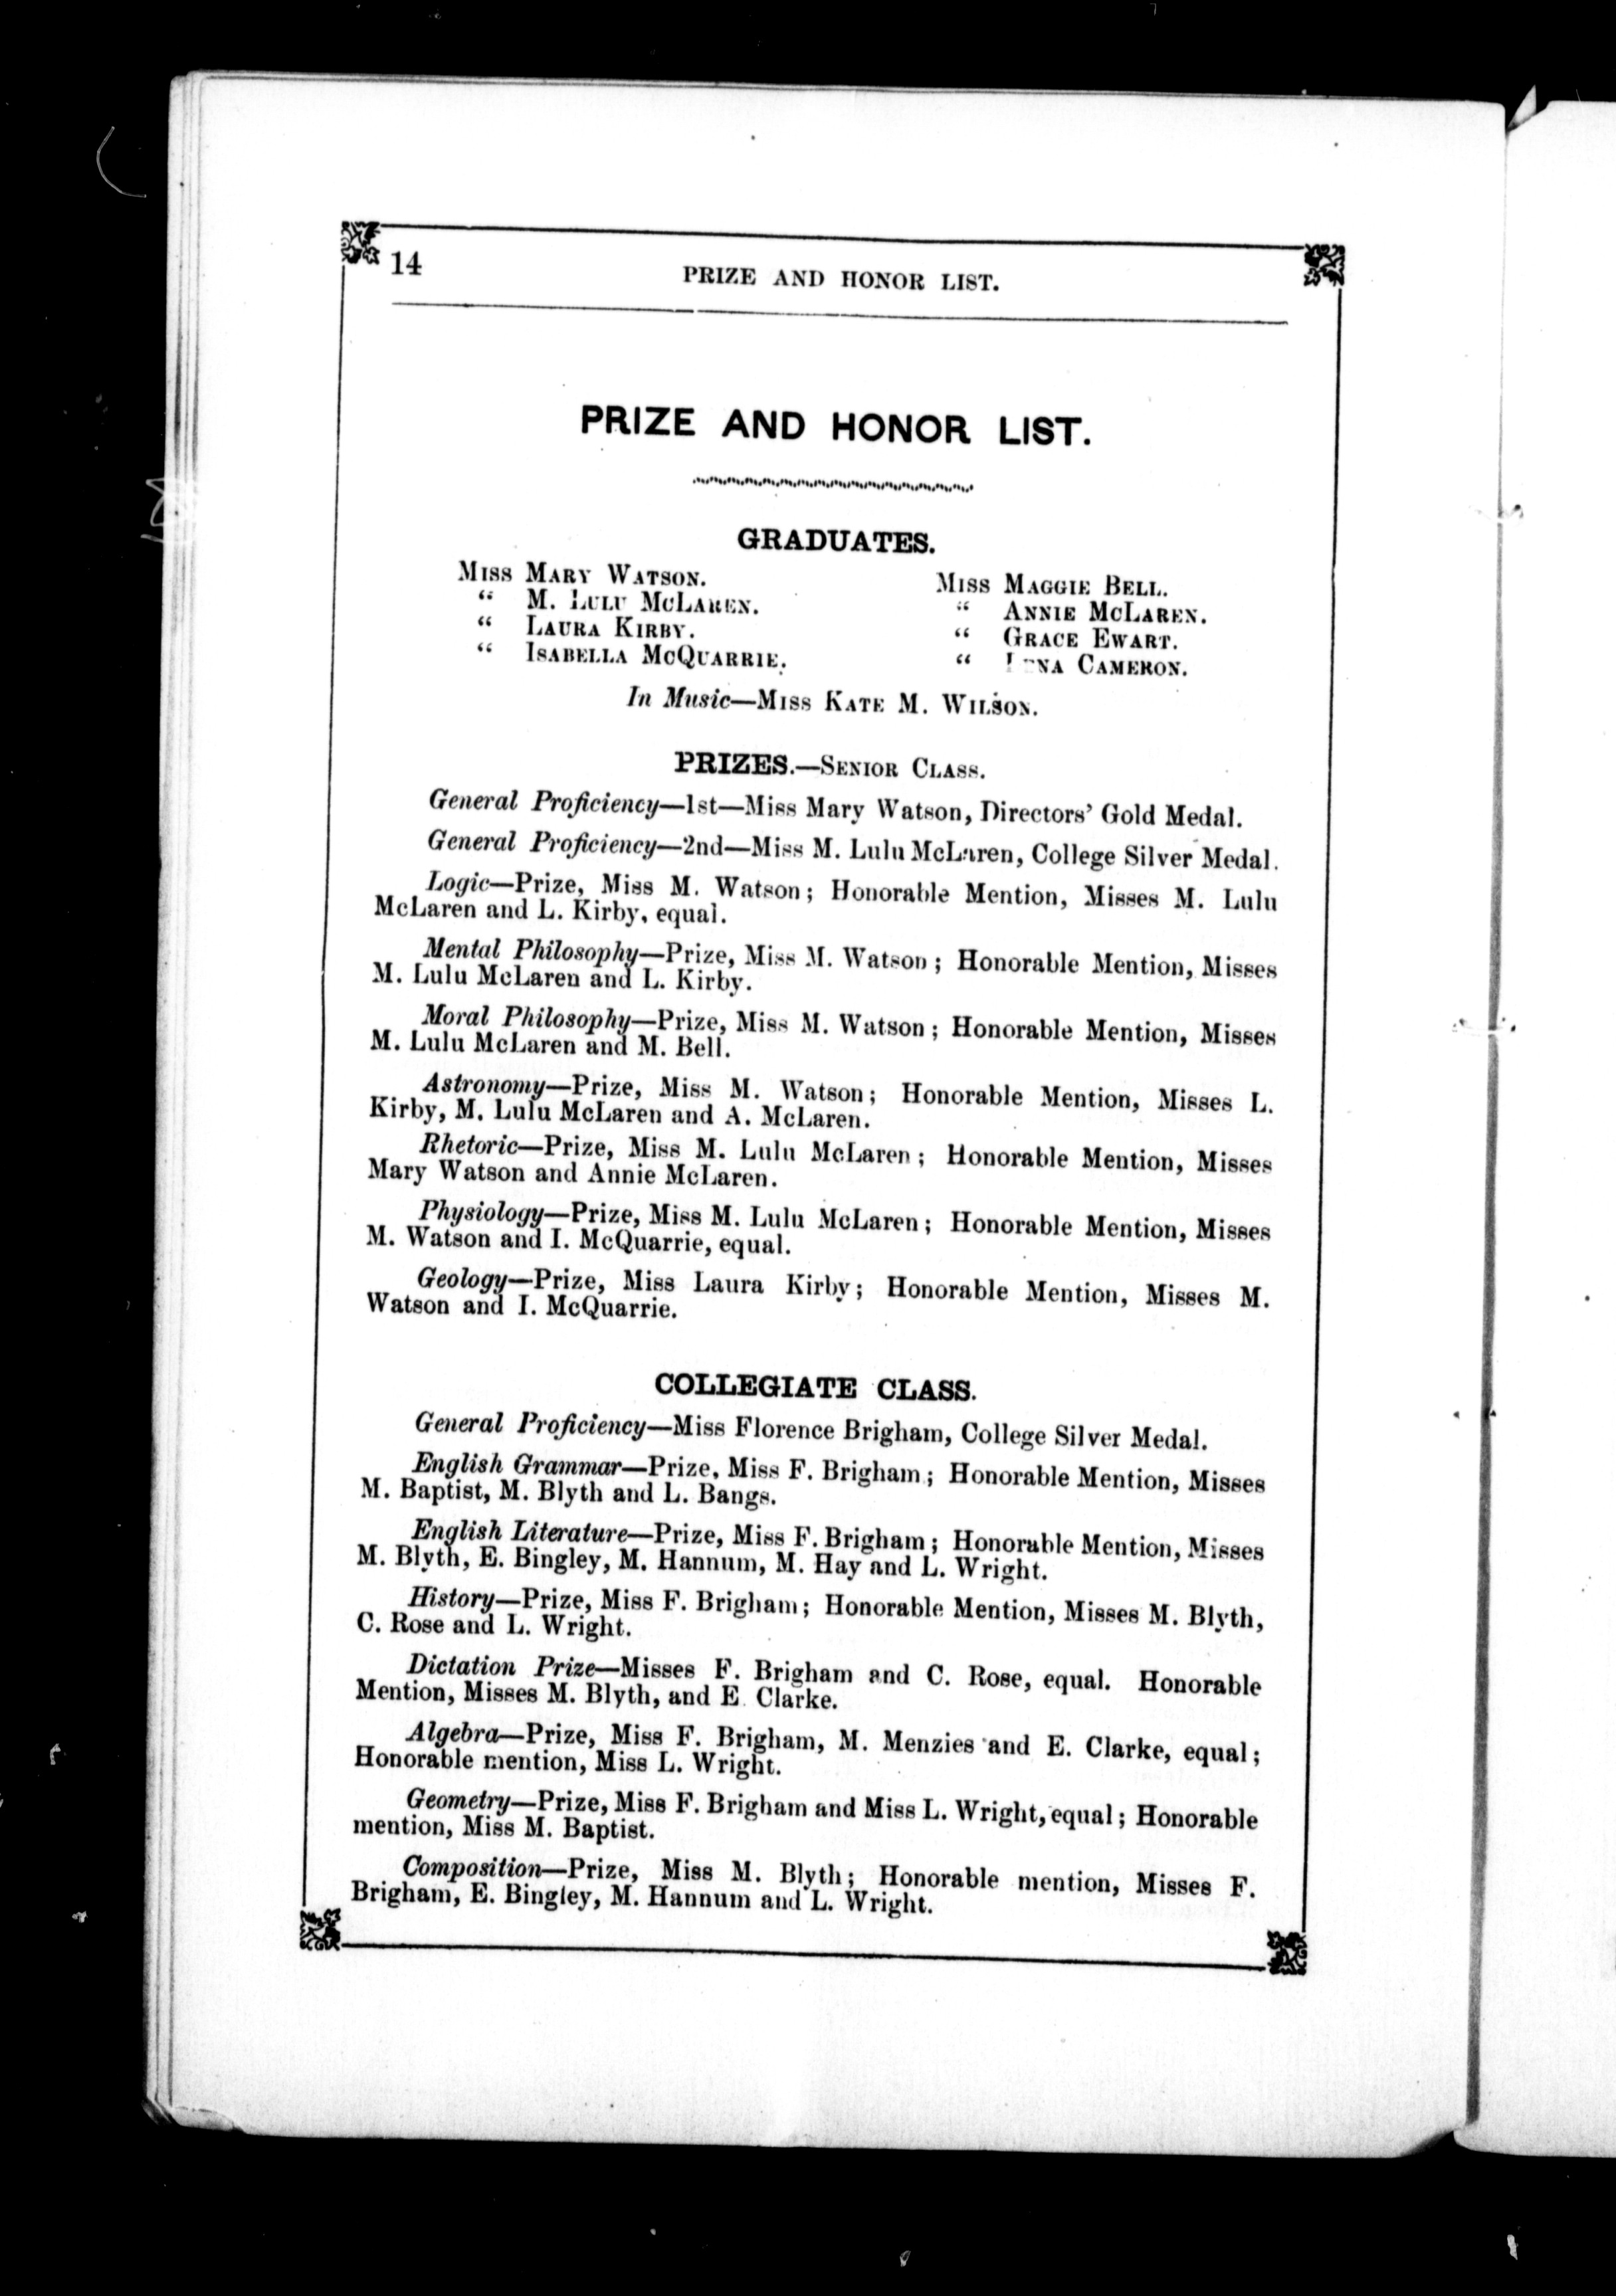 14
PRIZE AND HONOR LIST.
PRIZE AND HONOR LIST.
GRADUATES.
MISS MARY WATSON.
“ M. LULU MCLAREN.
“ LAURA KIRBY.
“ ISABELLA MCQUARRIE.
MISS MAGGIE BELL.
“ ANNIE MCLAREN.
“ GRACE EWART.
“ CAMERON.
In Music—MISS KATE M. WILSON.
PRIZES.—SENIOR CLASS.
General Proficiency—1st—Miss Mary Watson, Directors’ Gold Medal.
General Proficiency—2nd—Miss M. Lulu McLaren, College Silver Medal.
Logic—Prize, Miss M. Watson; Honorable Mention, Misses M. Lulu
McLaren and L. Kirby, equal.
Mental Philosophy—Prize, Miss M. Watson; Honorable Mention, Misses
M. Lulu McLaren and L. Kirby.
Moral Philosophy—Prize, Miss M. Watson; Honorable Mention, Misses
M. Lulu McLaren and M. Bell.
Astronomy—Prize, Miss M. Watson; Honorable Mention, Misses L.
Kirby, M. Lulu McLaren and A. McLaren.
Rhetoric—Prize, Miss M. Lulu McLaren; Honorable Mention, Misses
Mary Watson and Annie McLaren.
Physiology—Prize, Miss M. Lulu McLaren; Honorable Mention, Misses
M. Watson and I. McQuarrie, equal.
Geology—Prize, Miss Laura Kirby; Honorable Mention, Misses M.
Watson and I. McQuarrie.
COLLEGIATE CLASS.
General Proficiency—Miss Florence Brigham, College Silver Medal.
English Grammar—Prize, Miss F. Brigham; Honorable Mention, Misses
M. Baptist, M. Blyth and L. Bangs.
English Literature—Prize, Miss F. Brigham; Honorable Mention, Misses
M. Blyth, E. Bingley, M. Hannum, M. Hay and L. Wright.
History—Prize, Miss F. Brigham; Honorable Mention, Misses M. Blyth,
C. Rose and L. Wright.
Dictation Prize—Misses F. Brigham and C. Rose, equal. Honorable
Mention, Misses M. Blyth, and E. Clarke.
Algebra—Prize, Miss F. Brigham, M. Menzies and E. Clarke, equal;
Honorable mention, Miss L. Wright.
Geometry—Prize, Miss F. Brigham and Miss L. Wright, equal; Honorable
mention, Miss M. Baptist.
Composition—Prize, Miss M. Blyth; Honorable mention, Misses F.
Brigham, E. Bingley, M. Hannum and L. Wright.